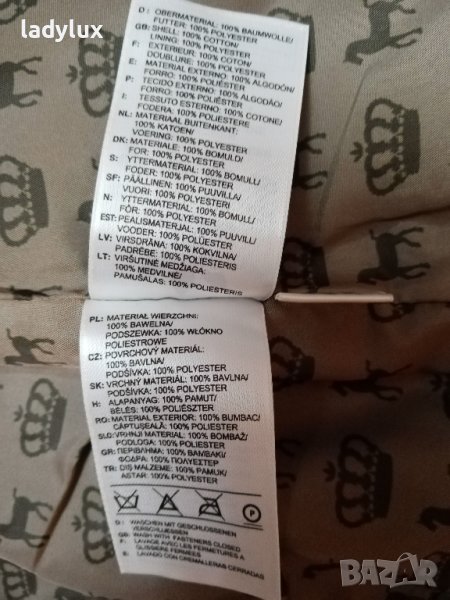 ladylux
D : OBERMATERIAL: 100% BAUMWOLLE/
FUTTER: 100% POLYESTER
GB: SHELL: 100% COTTON/
LINING: 100% POLYESTER
F : EXTERIEUR: 100% COTON/
DOUBLURE: 100% POLYESTER
E : MATERIAL EXTERNO: 100% ALGODÓN/
FORRO: 100% POLIÉSTER
P : TECIDO EXTERNO: 100% ALGODÃO/
FORRO: 100% POLIÉSTER
I : TESSUTO ESTERNO: 100% COTONE/
FODERA: 100% POLIESTERE
NL: MATERIAAL BUITENKANT:
100% KATOEN/
VOERING: 100% POLYESTER
DK: MATERIALE: 100% BOMULD/
FOR: 100% POLYESTER
S : YTTERMATERIAL: 100% BOMULL/
FODER: 100% POLYESTER
SF: PÄÄLLINEN: 100% PUUVILLA/
VUORI: 100% POLYESTERI
N : YTTERMATERIAL: 100% BOMULL/
FÔR: 100% POLYESTER
EST: PEALISMATERJAL: 100% PUUVILL/
VOODER: 100% POLÜESTER
LV: VIRSDRĀNA: 100% KOKVILNA/
PADRĒBE: 100% POLIESTERIS
LT: VIRŠUTINĖ MEDŽIAGA:
100% MEDVILNĖ/
PAMUŠALAS: 100% POLIESTERIS
PL: MATERIAŁ WIERZCHNI:
100% BAWEŁNA/
PODSZEWKA: 100% WŁÓKNO
POLIESTROWE
CZ: POVRCHOVÝ MATERIÁL:
100% BAVLNA/
PODŠÍVKA: 100% POLYESTER
SK: VRCHNÝ MATERIÁL: 100% BAVLNA/
PODŠÍVKA: 100% POLYESTER
H : ALAPANYAG: 100% PAMUT/
BÉLÉS: 100% POLIÉSZTER
RO: MATERIAL EXTERIOR: 100% BUMBAC/
CĂPTUŞEALĂ: 100% POLIESTER
SLO: VRHNJI MATERIAL: 100% BOMBAŽ/
PODLOGA: 100% POLIESTER
GR: ΠΕΡΙΒΛΗΜΑ: 100% ΒΑΜΒΑΚΙ/
ΦΟΔΡΑ: 100% ΠΟΛΥΕΣΤΕΡ
TR: DIŞ MALZEME: 100% PAMUK/
ASTAR: 100% POLYESTER
D : WASCHEN MIT GESCHLOSSENEN
VERSCHLÜSSEN
GB: WASH WITH FASTENERS CLOSED
F : LAVAGE AVEC LES FERMETURES A
GLISSIERE FERMÉES
E : LAVADO CON CREMALLERAS CERRADAS
BAZAR.BG